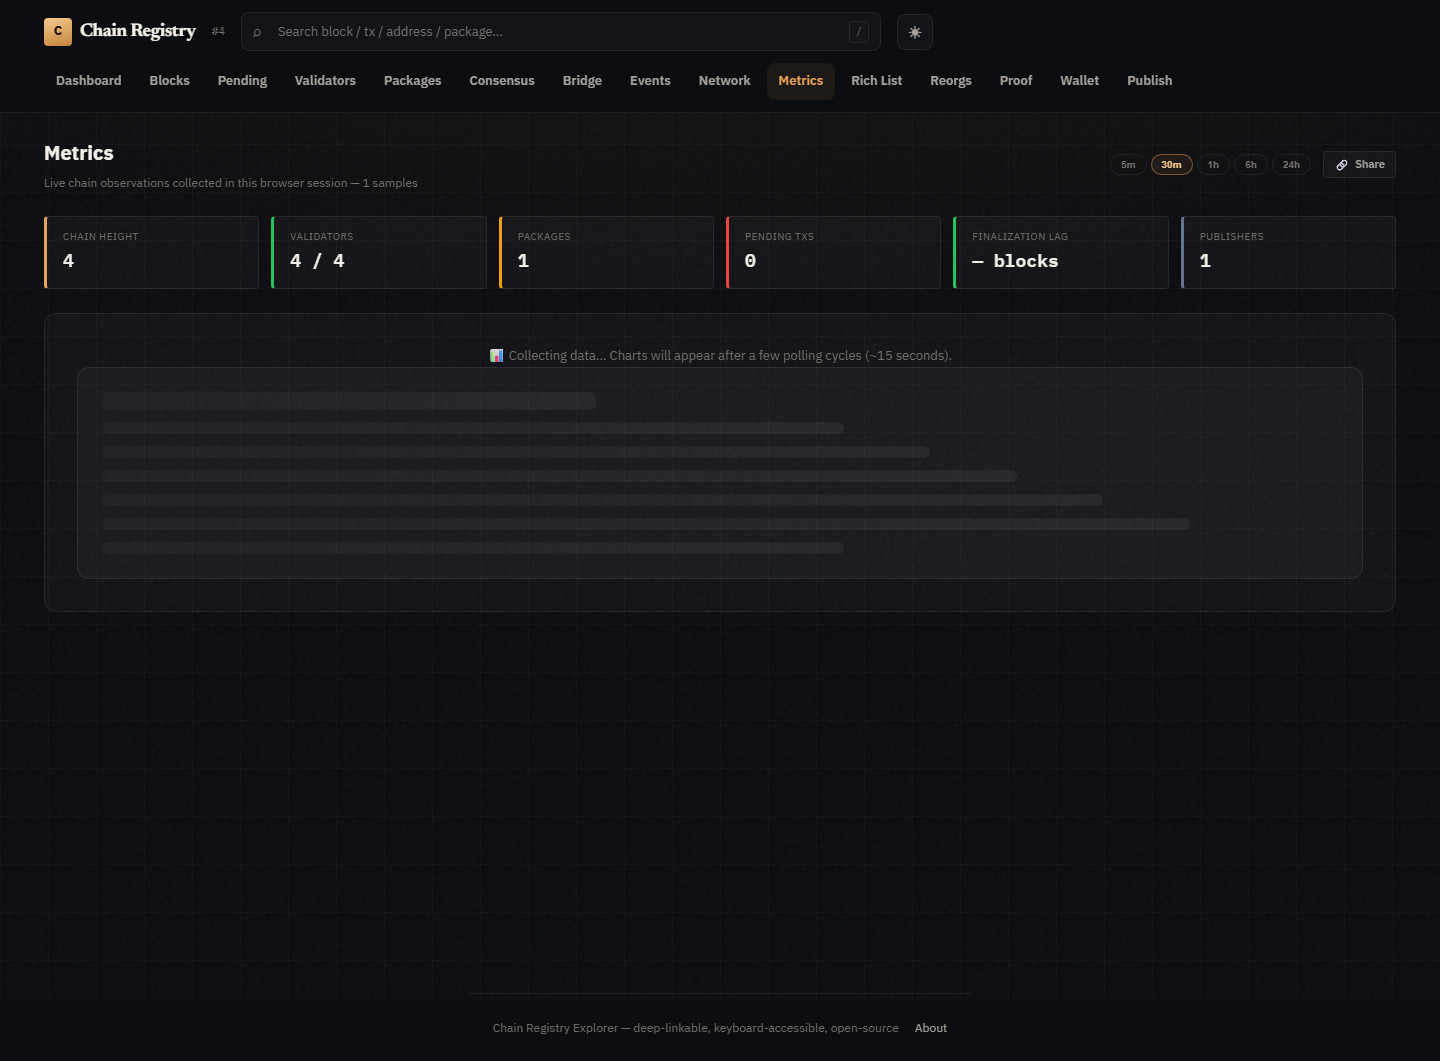 C Chain Registry #4 Search block / tx / address / package... /
Dashboard Blocks Pending Validators Packages Consensus Bridge Events Network Metrics Rich List Reorgs Proof Wallet Publish
Metrics
5m 30m 1h 6h 24h Share
Live chain observations collected in this browser session — 1 samples
CHAIN HEIGHT VALIDATORS PACKAGES PENDING TXS FINALIZATION LAG PUBLISHERS
4 4 / 4 1 0 — blocks 1
Collecting data... Charts will appear after a few polling cycles (~15 seconds).
Chain Registry Explorer — deep-linkable, keyboard-accessible, open-source About